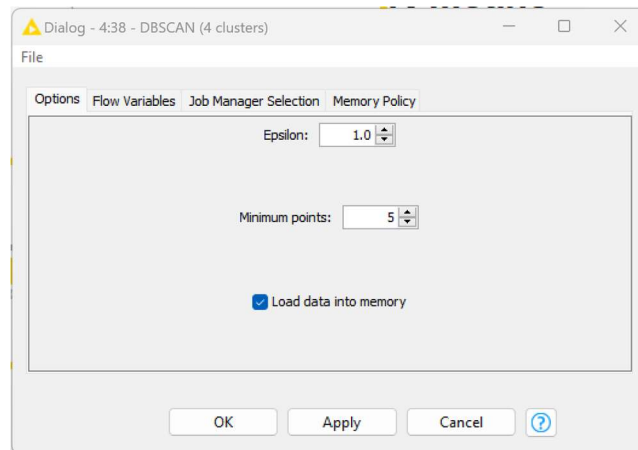 Dialog - 4:38 - DBSCAN (4 clusters)
File
Options Flow Variables Job Manager Selection Memory Policy
Epsilon: 1.0
Minimum points: 5
Load data into memory
OK Apply Cancel ?